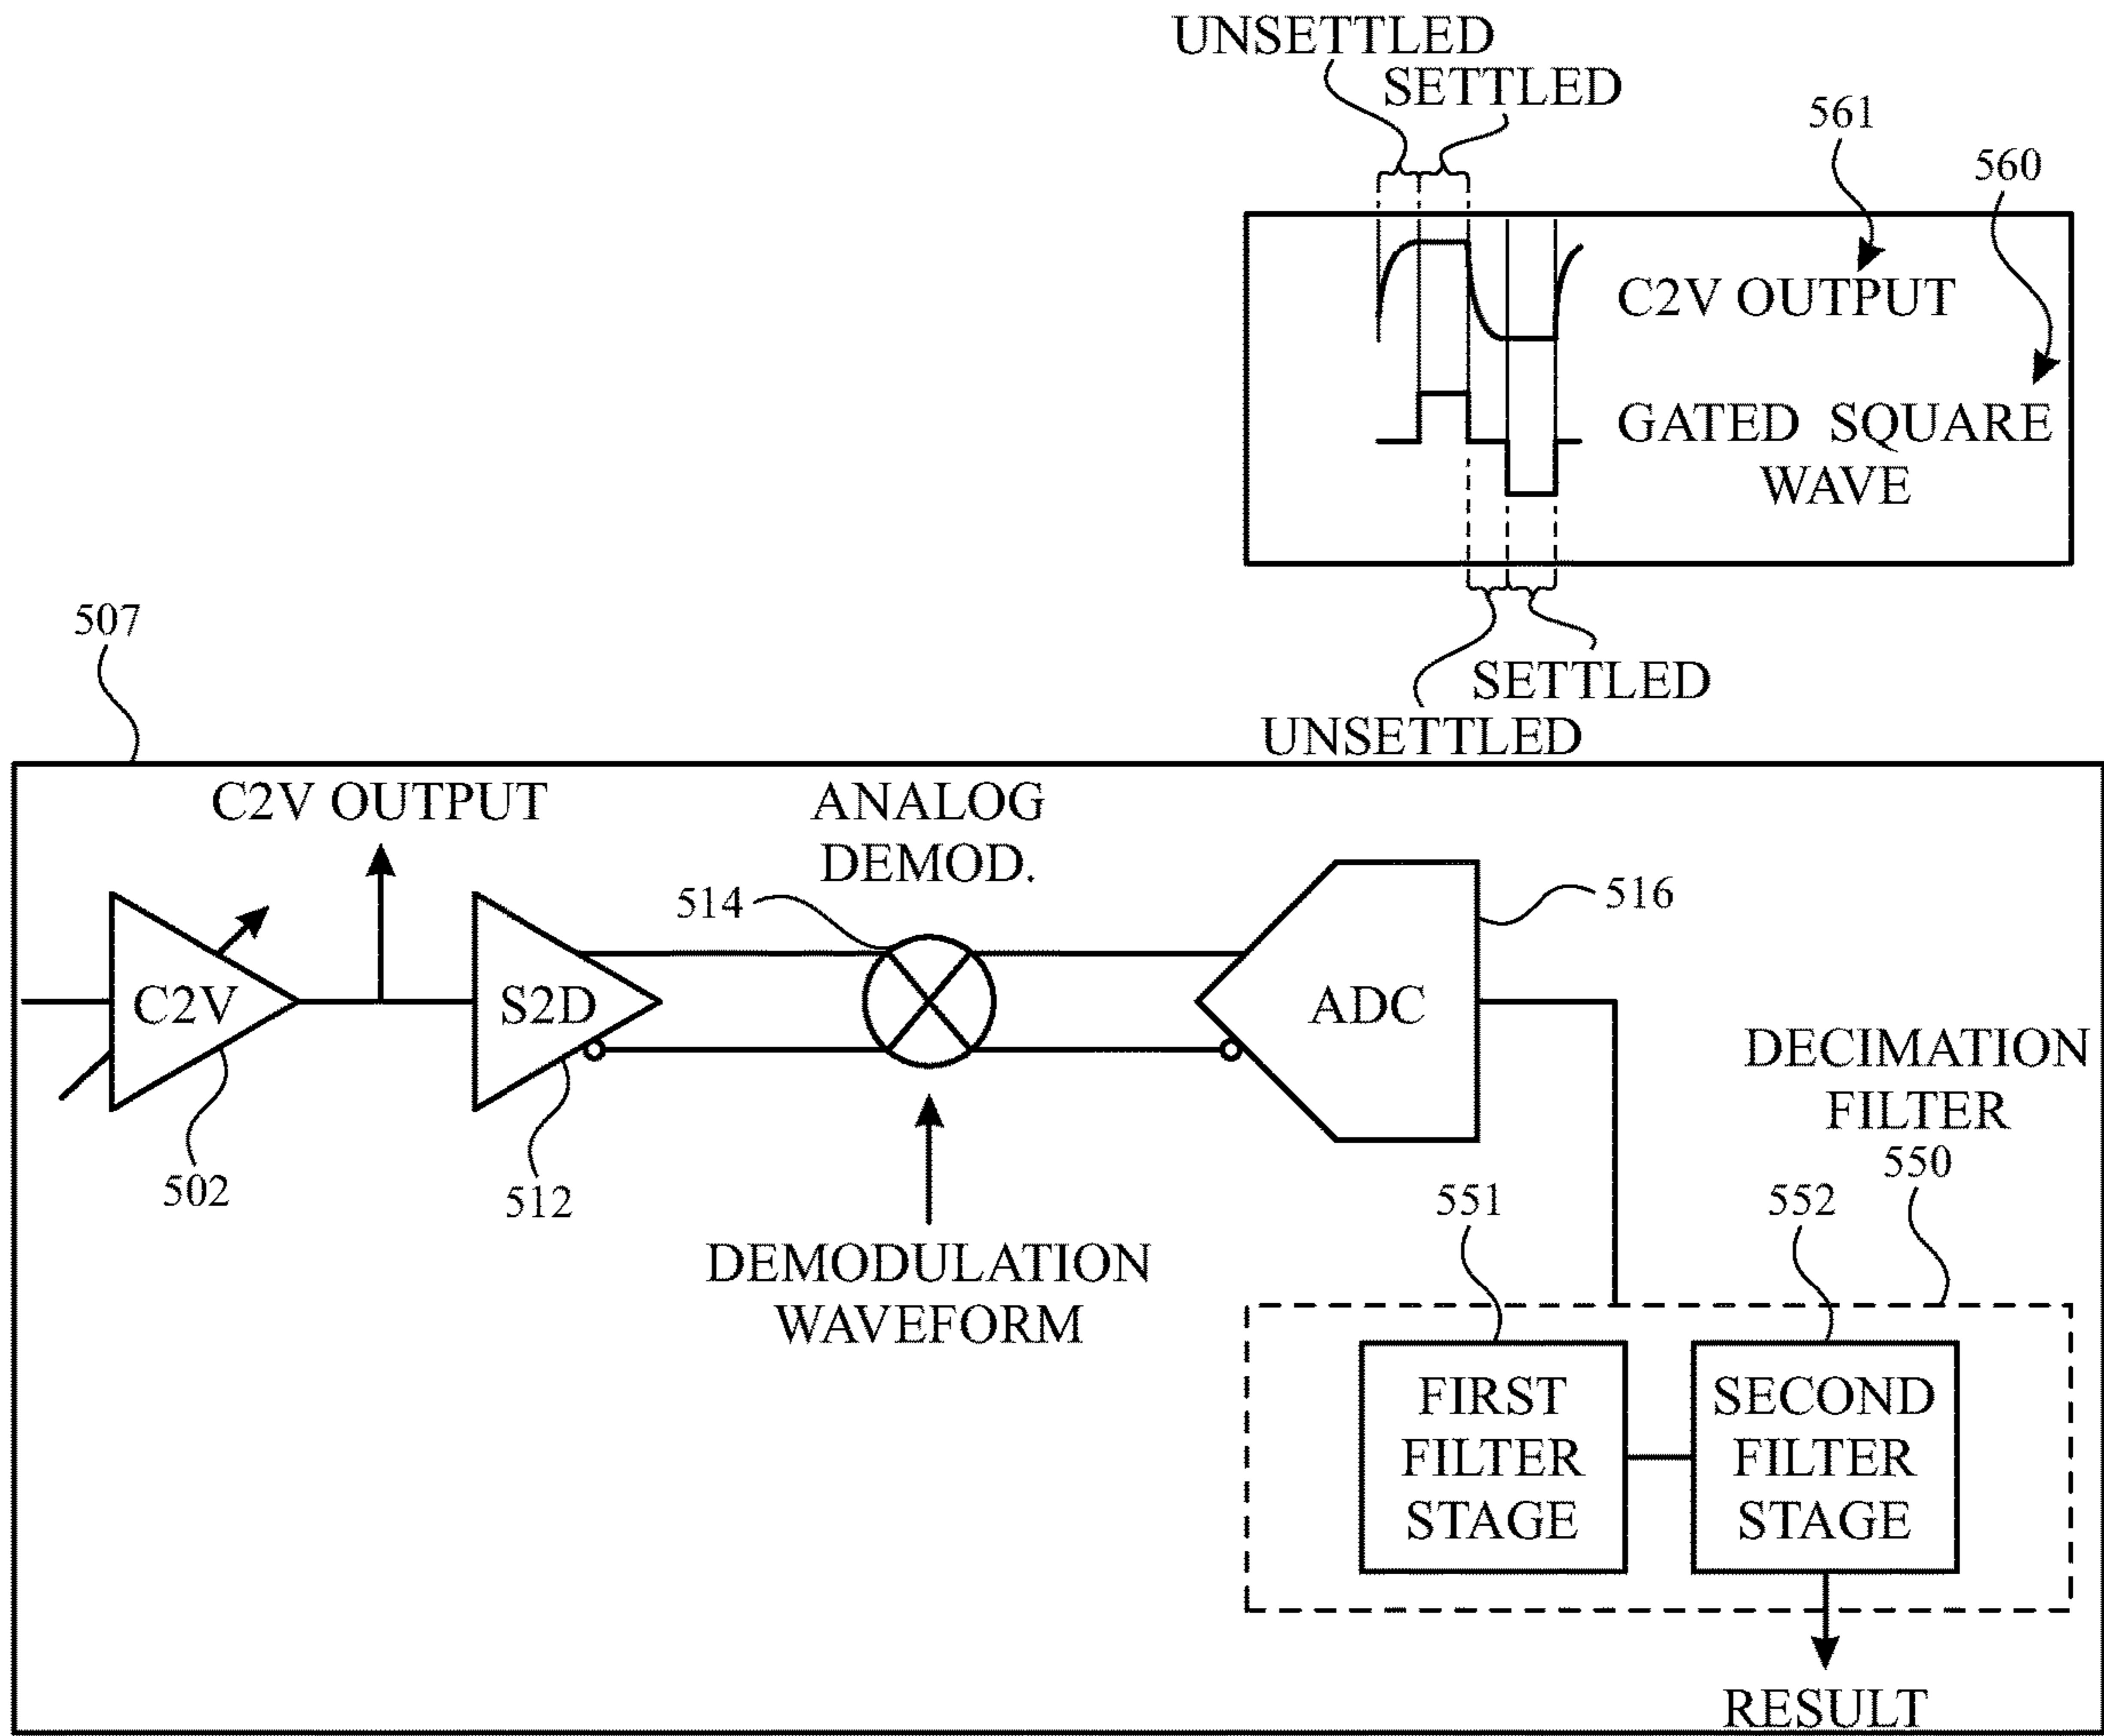 UNSETTLED
SETTLED
561
560
C2V OUTPUT
GATED SQUARE
WAVE
SETTLED
UNSETTLED
507
C2V OUTPUT
ANALOG
DEMOD.
514
516
C2V
S2D
ADC
502
512
DEMODULATION
WAVEFORM
DECIMATION
FILTER
550
551
552
FIRST
FILTER
STAGE
SECOND
FILTER
STAGE
RESULT